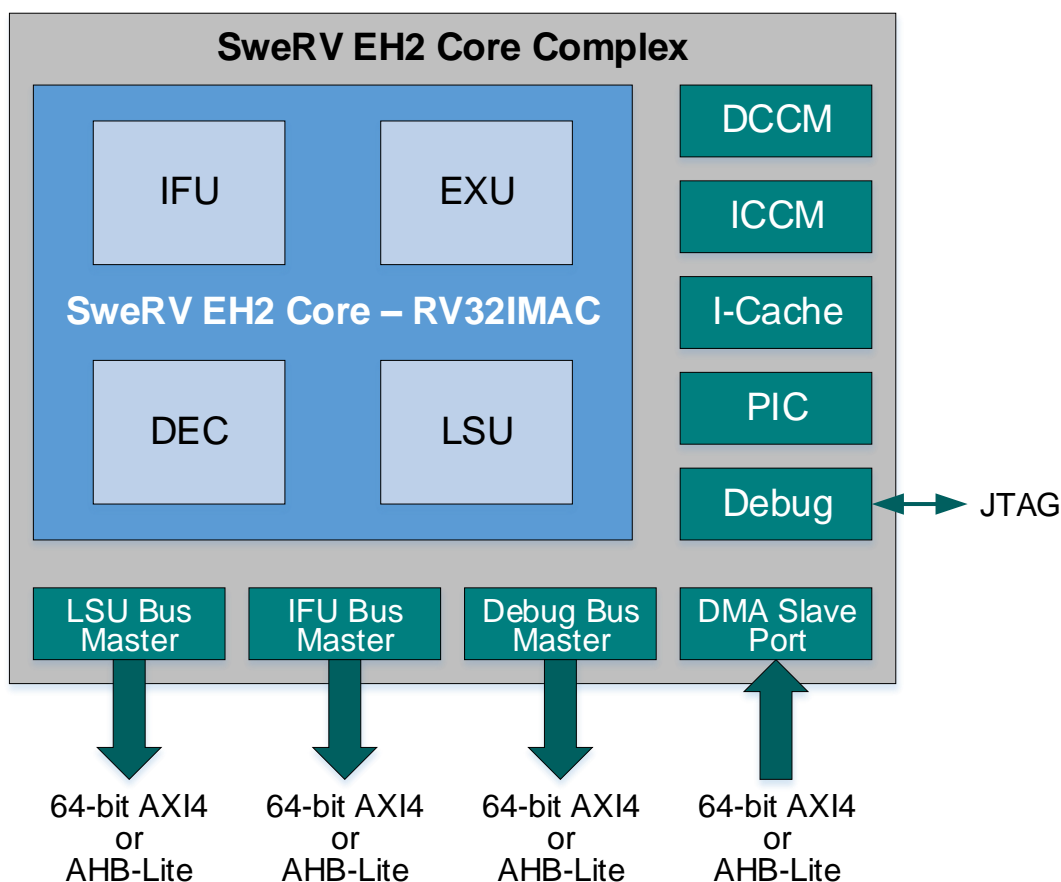 SweRV EH2 Core Complex
IFU
EXU
SweRV EH2 Core – RV32IMAC
DEC
LSU
DCCM
ICCM
I-Cache
PIC
Debug
JTAG
LSU Bus
Master
IFU Bus
Master
Debug Bus
Master
DMA Slave
Port
64-bit AXI4
or
AHB-Lite
64-bit AXI4
or
AHB-Lite
64-bit AXI4
or
AHB-Lite
64-bit AXI4
or
AHB-Lite